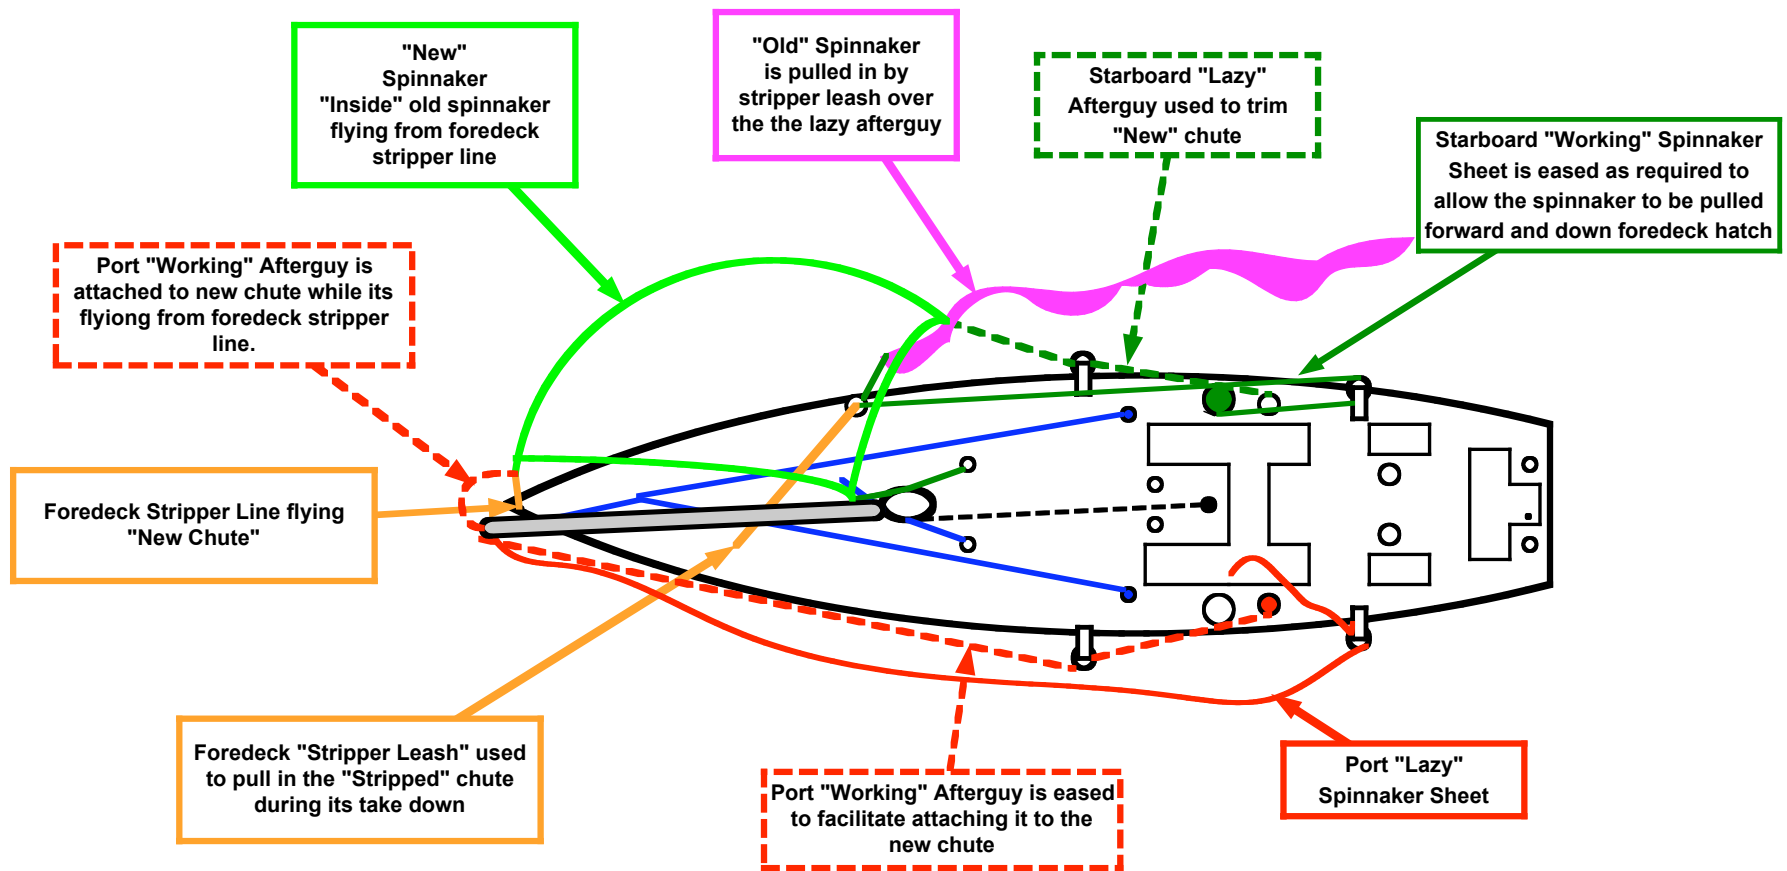 "New"
Spinnaker
"Inside" old spinnaker
flying from foredeck
stripper line
"Old" Spinnaker
is pulled in by
stripper leash over
the the lazy afterguy
Starboard "Lazy"
Afterguy used to trim
"New" chute
Starboard "Working" Spinnaker
Sheet is eased as required to
allow the spinnaker to be pulled
forward and down foredeck hatch
Port "Working" Afterguy is
attached to new chute while its
flyiong from foredeck stripper
line.
Foredeck Stripper Line flying
"New Chute"
Foredeck "Stripper Leash" used
to pull in the "Stripped" chute
during its take down
Port "Working" Afterguy is eased
to facilitate attaching it to the
new chute
Port "Lazy"
Spinnaker Sheet